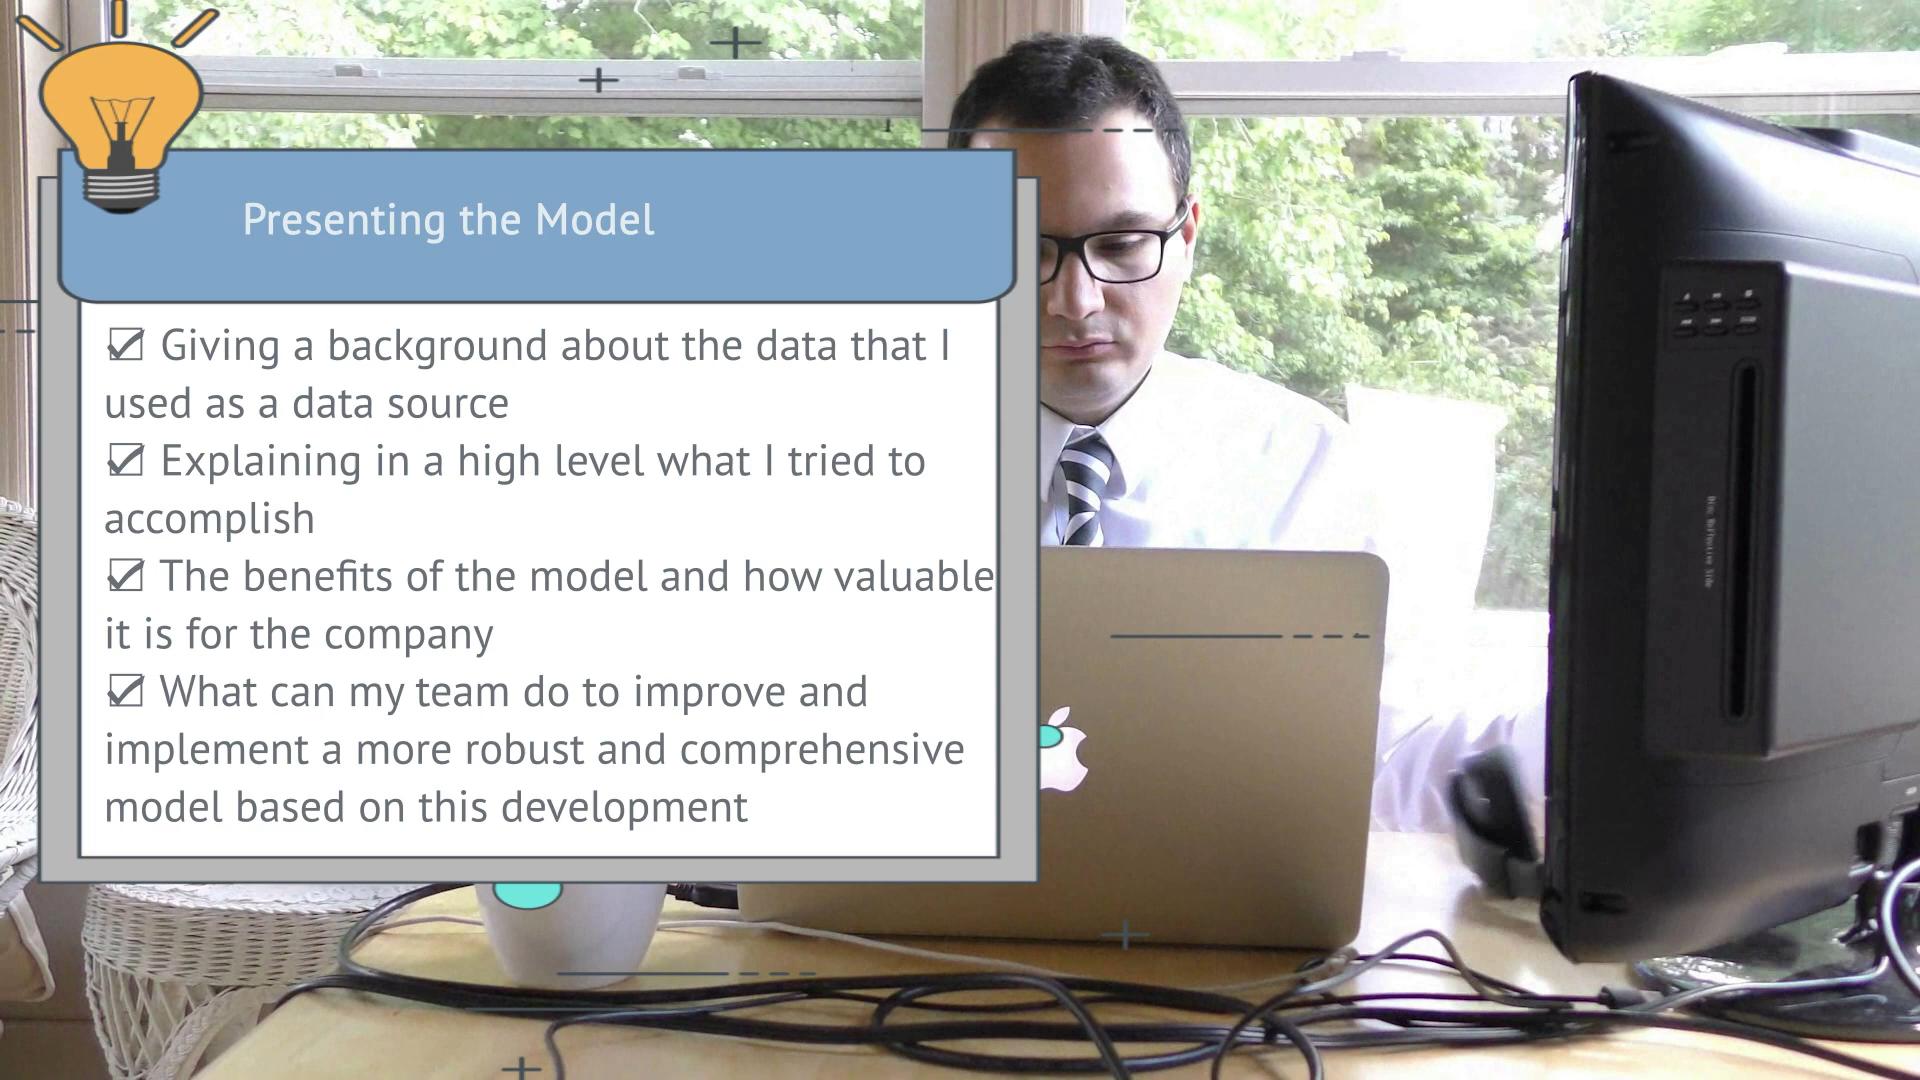 Presenting the Model
☑ Giving a background about the data that I
used as a data source
☑ Explaining in a high level what I tried to
accomplish
☑ The benefits of the model and how valuable
it is for the company
☑ What can my team do to improve and
implement a more robust and comprehensive
model based on this development